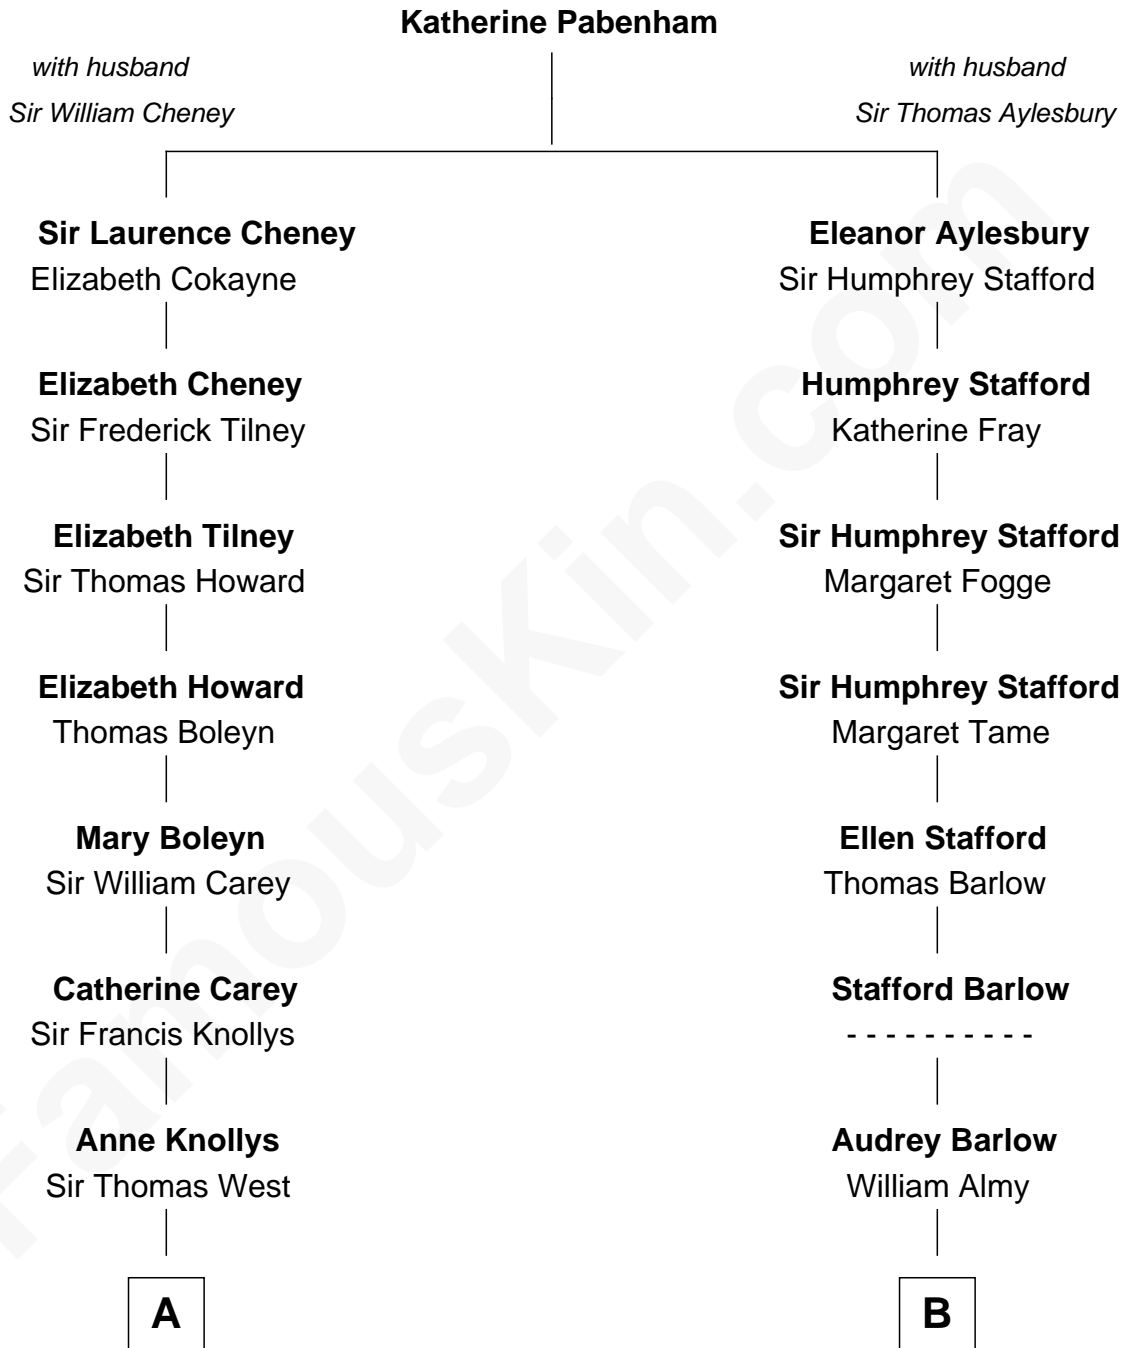 Katherine Pabenham
with husband
Sir William Cheney
with husband
Sir Thomas Aylesbury
Sir Laurence Cheney
Elizabeth Cokayne
Eleanor Aylesbury
Sir Humphrey Stafford
Elizabeth Cheney
Sir Frederick Tilney
Humphrey Stafford
Katherine Fray
Elizabeth Tilney
Sir Thomas Howard
Sir Humphrey Stafford
Margaret Fogge
Elizabeth Howard
Thomas Boleyn
Sir Humphrey Stafford
Margaret Tame
Mary Boleyn
Sir William Carey
Ellen Stafford
Thomas Barlow
Catherine Carey
Sir Francis Knollys
Stafford Barlow
- - - - - - - - - -
Anne Knollys
Sir Thomas West
Audrey Barlow
William Almy
A
B
FamousKin.com